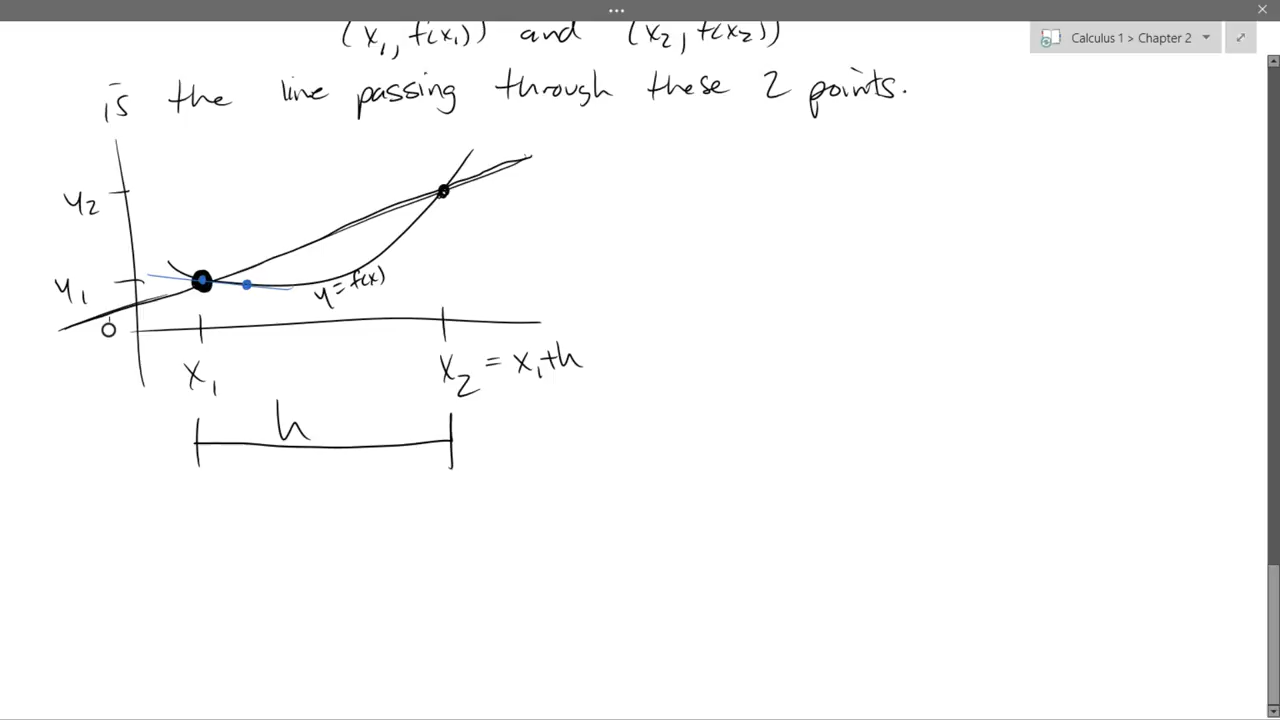 (x₁, f(x₁)) and (x₂, f(x₂))
Calculus 1 > Chapter 2
is the line passing through these 2 points.
y₂
y₁
y = f(x)
0
x₁
x₂ = x₁+h
h